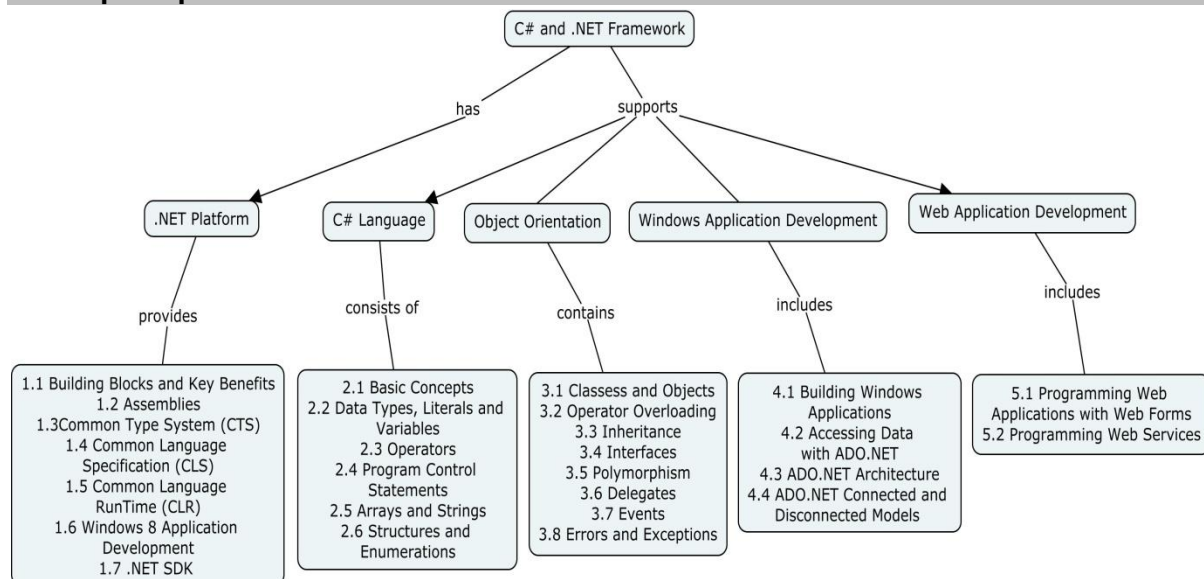 C# and .NET Framework
has
supports
.NET Platform
C# Language
Object Orientation
Windows Application Development
Web Application Development
provides
consists of
contains
includes
includes
1.1 Building Blocks and Key Benefits
1.2 Assemblies
1.3Common Type System (CTS)
1.4 Common Language
Specification (CLS)
1.5 Common Language
RunTime (CLR)
1.6 Windows 8 Application
Development
1.7 .NET SDK
2.1 Basic Concepts
2.2 Data Types, Literals and
Variables
2.3 Operators
2.4 Program Control
Statements
2.5 Arrays and Strings
2.6 Structures and
Enumerations
3.1 Classess and Objects
3.2 Operator Overloading
3.3 Inheritance
3.4 Interfaces
3.5 Polymorphism
3.6 Delegates
3.7 Events
3.8 Errors and Exceptions
4.1 Building Windows
Applications
4.2 Accessing Data
with ADO.NET
4.3 ADO.NET Architecture
4.4 ADO.NET Connected and
Disconnected Models
5.1 Programming Web
Applications with Web Forms
5.2 Programming Web Services